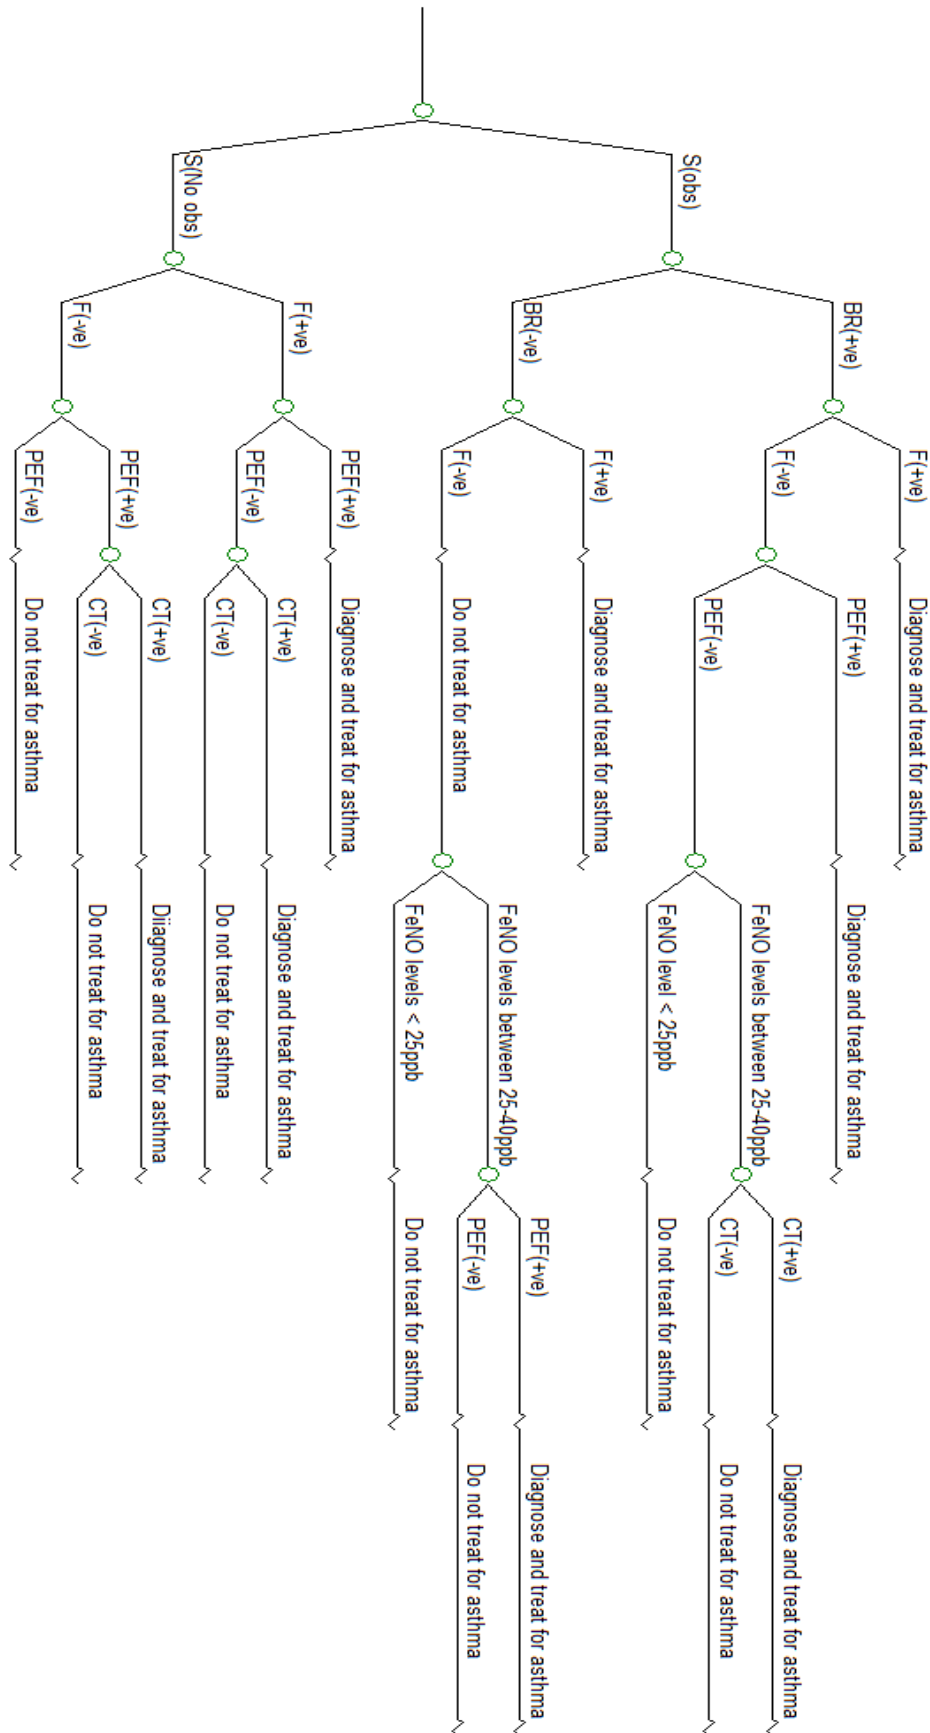 F(+ve)
Diagnose and treat for asthma
BR(+ve)
PEF(+ve)
Diagnose and treat for asthma
F(-ve)
CT(+ve)
Diagnose and treat for asthma
FeNO levels between 25-40ppb
CT(-ve)
Do not treat for asthma
PEF(-ve)
S(obs)
FeNO level < 25ppb
Do not treat for asthma
F(+ve)
Diagnose and treat for asthma
BR(-ve)
PEF(+ve)
Diagnose and treat for asthma
FeNO levels between 25-40ppb
PEF(-ve)
Do not treat for asthma
F(-ve)
Do not treat for asthma
FeNO levels < 25ppb
Do not treat for asthma
PEF(+ve)
Diagnose and treat for asthma
F(+ve)
CT(+ve)
Diagnose and treat for asthma
PEF(-ve)
CT(-ve)
Do not treat for asthma
S(No obs)
CT(+ve)
Diiagnose and treat for asthma
PEF(+ve)
CT(-ve)
Do not treat for asthma
F(-ve)
PEF(-ve)
Do not treat for asthma